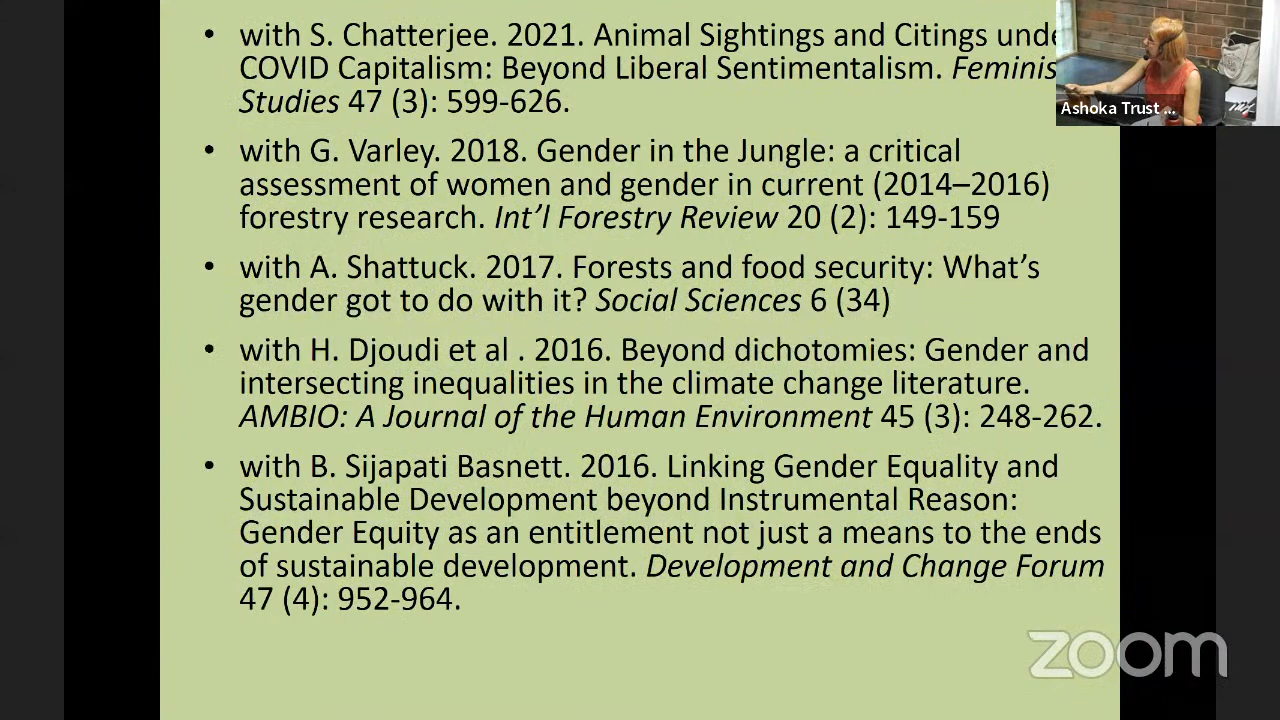 • with S. Chatterjee. 2021. Animal Sightings and Citings unde
COVID Capitalism: Beyond Liberal Sentimentalism. Feminis
Studies 47 (3): 599-626.
• with G. Varley. 2018. Gender in the Jungle: a critical
assessment of women and gender in current (2014–2016)
forestry research. Int’l Forestry Review 20 (2): 149-159
• with A. Shattuck. 2017. Forests and food security: What’s
gender got to do with it? Social Sciences 6 (34)
• with H. Djoudi et al . 2016. Beyond dichotomies: Gender and
intersecting inequalities in the climate change literature.
AMBIO: A Journal of the Human Environment 45 (3): 248-262.
• with B. Sijapati Basnett. 2016. Linking Gender Equality and
Sustainable Development beyond Instrumental Reason:
Gender Equity as an entitlement not just a means to the ends
of sustainable development. Development and Change Forum
47 (4): 952-964.
Ashoka Trust ...
zoom